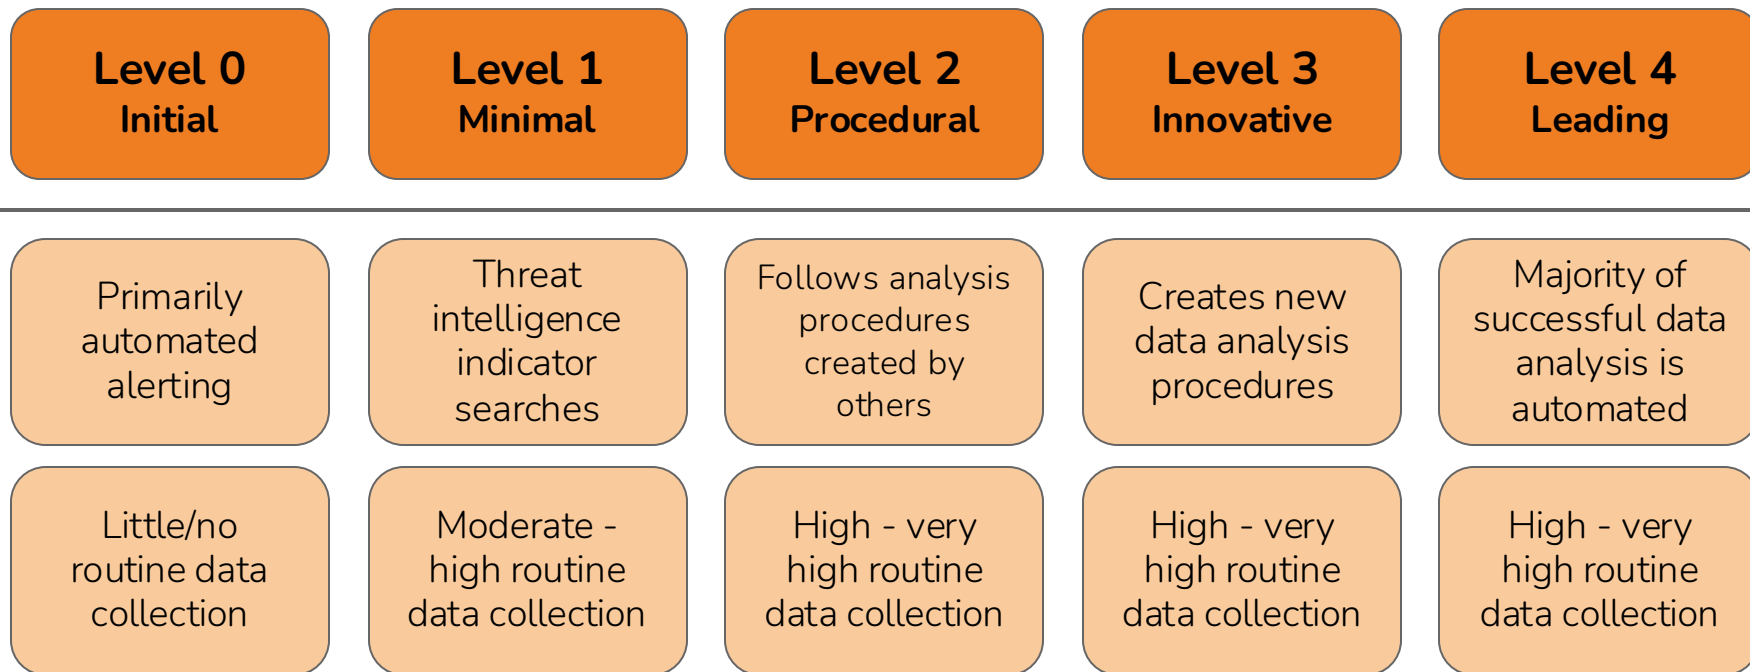 Level 0
Initial
Level 1
Minimal
Level 2
Procedural
Level 3
Innovative
Level 4
Leading
Primarily
automated
alerting
Threat
intelligence
indicator
searches
Follows analysis
procedures
created by
others
Creates new
data analysis
procedures
Majority of
successful data
analysis is
automated
Little/no
routine data
collection
Moderate -
high routine
data collection
High - very
high routine
data collection
High - very
high routine
data collection
High - very
high routine
data collection